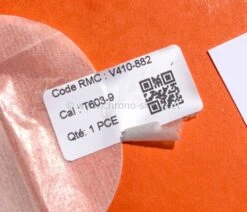 Code RMC : V410-882
Cal : T603-9
Qté: 1 PCE